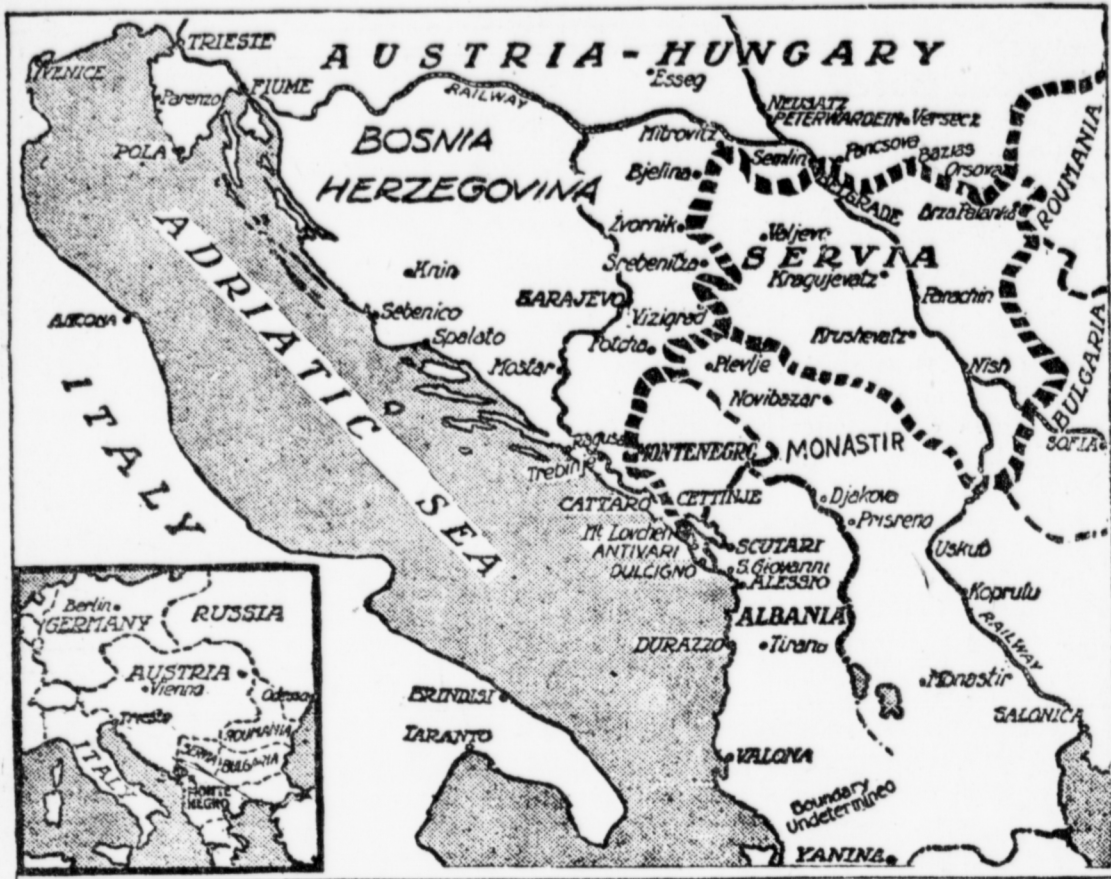 TRIESTE
AUSTRIA-HUNGARY
VENICE
Esseg
FIUME
RAILWAY
Parenzo
NEUSATZ
PETERWARDEIN
Versecz
BOSNIA
HERZEGOVINA
Mitrovitz
POLA
Semlin
Pancsova
BAZIAS
Orsova
ROUMANIA
Bjelina
BELGRADE
Brza Palanka
ADRIATIC SEA
Zvornik
Valjevo
SERVIA
Knin
Srebenitza
Kragujevatz
SARAJEVO
Parachin
ANCONA
Sebenico
Vizigrad
Spalato
Krushevatz
Fotcha
ITALY
Mostar
Plevlje
Nish
BULGARIA
Novibazar
Ragusa
SOFIA
MONTENEGRO
MONASTIR
Trebinje
CATTARO
CETTINJE
Djakova
Mt. Lovchen
Prisreno
ANTIVARI
SCUTARI
Uskub
DULCIGNO
S. Giovanni
ALESSIO
Koprulu
ALBANIA
RAILWAY
DURAZZO
Tirana
BRINDISI
Monastir
TARANTO
SALONICA
VALONA
Boundary
Undetermined
YANINA
Berlin
GERMANY
RUSSIA
AUSTRIA
Vienna
Odessa
Trieste
ROUMANIA
SERVIA
BULGARIA
ITALY
MONTE
NEGRO